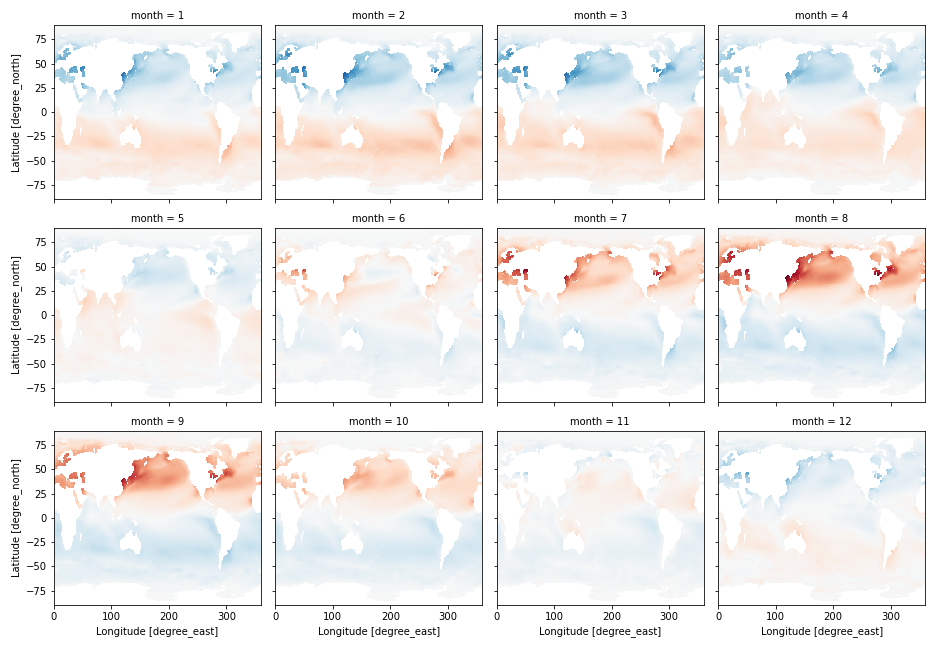 month = 1
month = 2
month = 3
month = 4
75
50
25
0
−25
−50
−75
Latitude [degree_north]
month = 5
month = 6
month = 7
month = 8
75
50
25
0
−25
−50
−75
Latitude [degree_north]
month = 9
month = 10
month = 11
month = 12
75
50
25
0
−25
−50
−75
Latitude [degree_north]
0 100 200 300
0 100 200 300
0 100 200 300
0 100 200 300
Longitude [degree_east]
Longitude [degree_east]
Longitude [degree_east]
Longitude [degree_east]